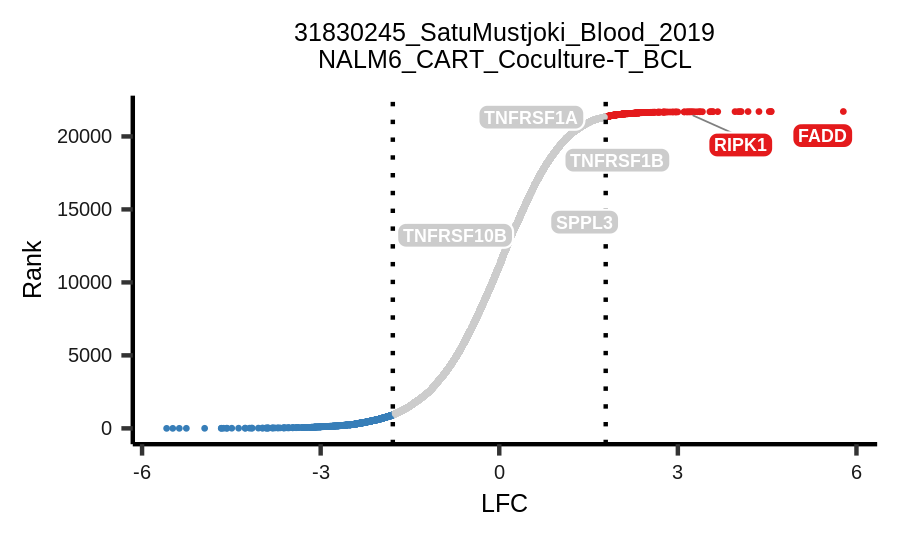 31830245_SatuMustjoki_Blood_2019
NALM6_CART_Coculture-T_BCL
Rank
20000
15000
10000
5000
0
TNFRSF1A
RIPK1
FADD
TNFRSF1B
SPPL3
TNFRSF10B
-6
-3
0
3
6
LFC